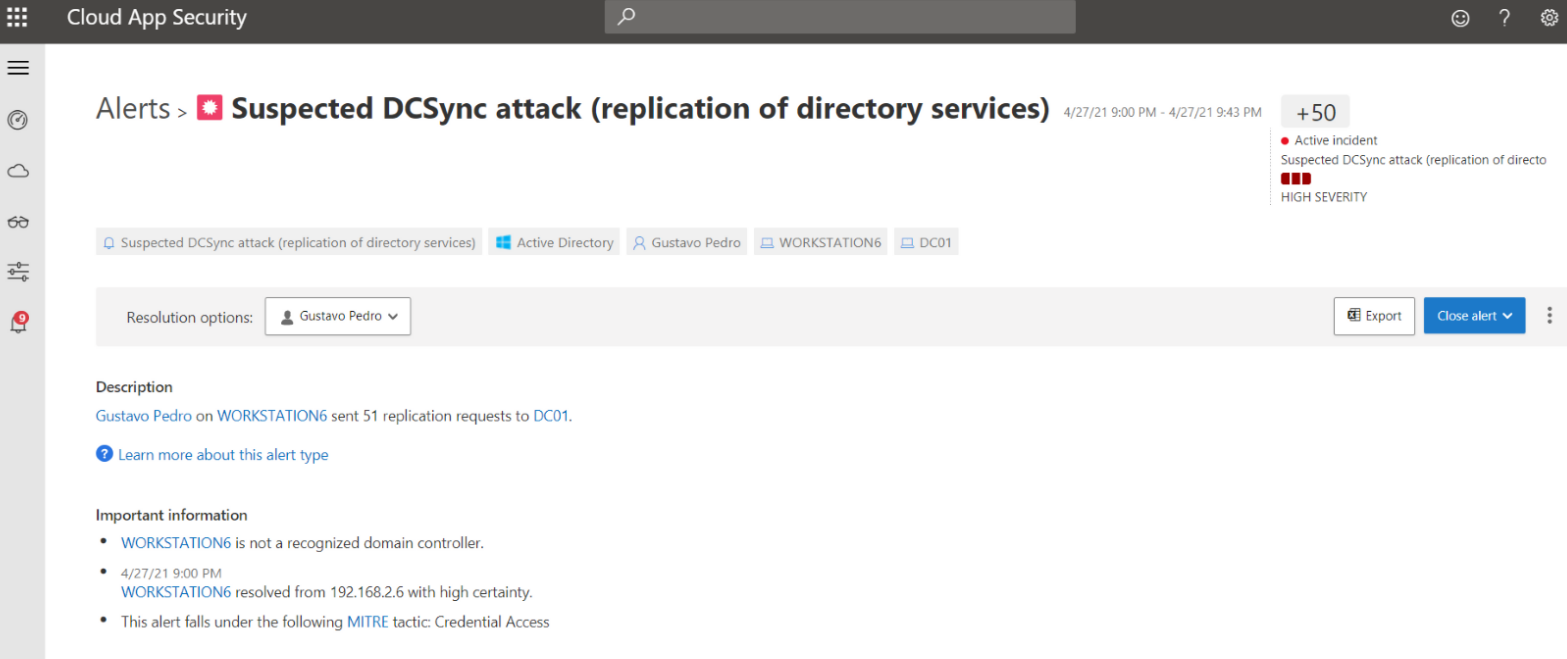 Cloud App Security
?
Alerts > Suspected DCSync attack (replication of directory services) 4/27/21 9:00 PM - 4/27/21 9:43 PM
+50
Active incident
Suspected DCSync attack (replication of directo
HIGH SEVERITY
Suspected DCSync attack (replication of directory services) Active Directory Gustavo Pedro WORKSTATION6 DC01
9
Resolution options: Gustavo Pedro Export Close alert
Description
Gustavo Pedro on WORKSTATION6 sent 51 replication requests to DC01.
? Learn more about this alert type
Important information
• WORKSTATION6 is not a recognized domain controller.
• 4/27/21 9:00 PM
WORKSTATION6 resolved from 192.168.2.6 with high certainty.
• This alert falls under the following MITRE tactic: Credential Access